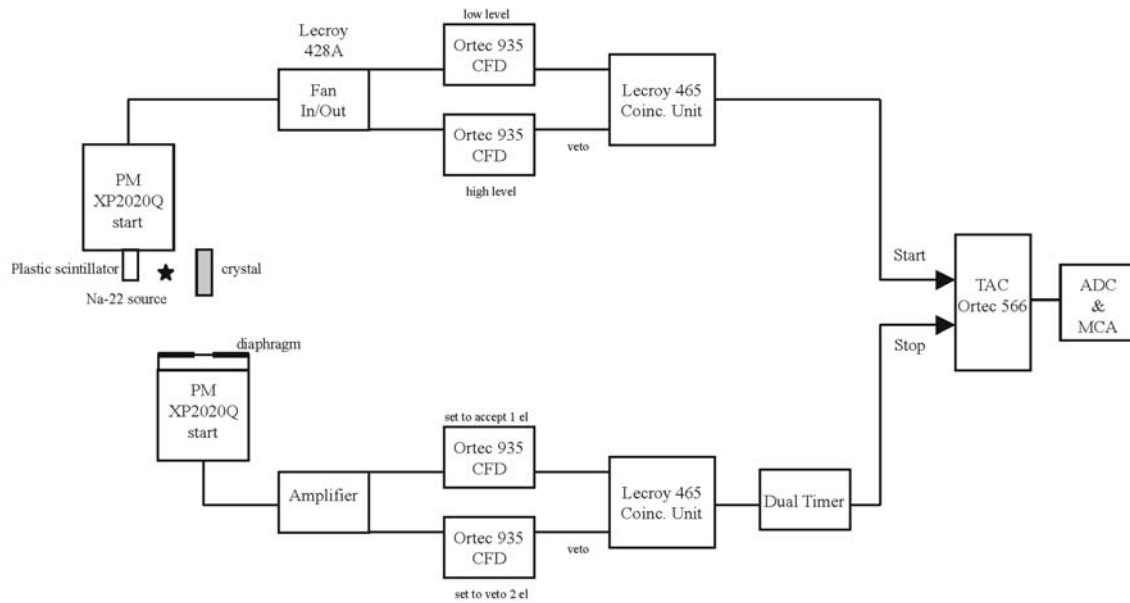 low level
Lecroy
428A
Ortec 935
CFD
Fan
In/Out
Lecroy 465
Coinc. Unit
Ortec 935
CFD
veto
high level
PM
XP2020Q
start
Plastic scintillator
crystal
Na-22 source
Start
TAC
Ortec 566
ADC
&
MCA
Stop
diaphragm
PM
XP2020Q
start
set to accept 1 el
Ortec 935
CFD
Amplifier
Lecroy 465
Coinc. Unit
Dual Timer
Ortec 935
CFD
veto
set to veto 2 el